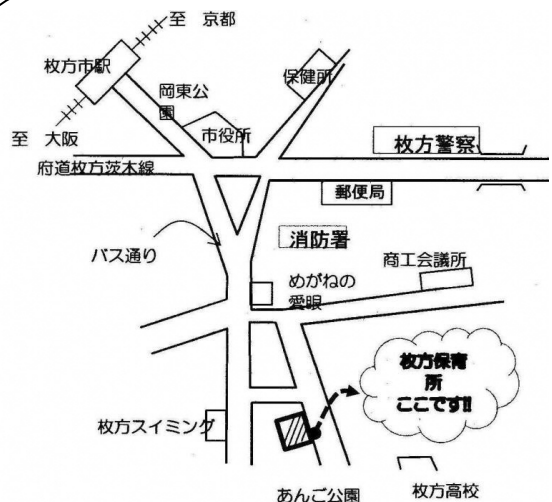 至 京都
枚方市駅
岡東公
園
保健所
至 大阪
市役所
枚方警察
府道枚方茨木線
郵便局
消防署
バス通り
商工会議所
めがねの
愛眼
枚方保育
所
ここです!!
枚方スイミング
あんご公園
枚方高校